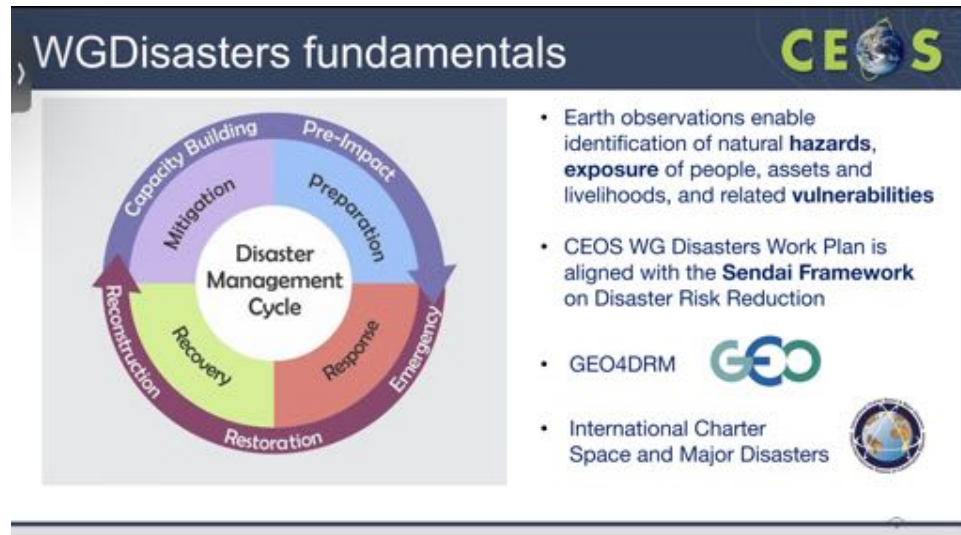 WGDisasters fundamentals
CEOS
Capacity Building
Pre-Impact
Mitigation
Preparation
Disaster
Management
Cycle
Reconstruction
Recovery
Response
Emergency
Restoration
• Earth observations enable
identification of natural hazards,
exposure of people, assets and
livelihoods, and related vulnerabilities
• CEOS WG Disasters Work Plan is
aligned with the Sendai Framework
on Disaster Risk Reduction
• GEO4DRM
GEO
• International Charter
Space and Major Disasters